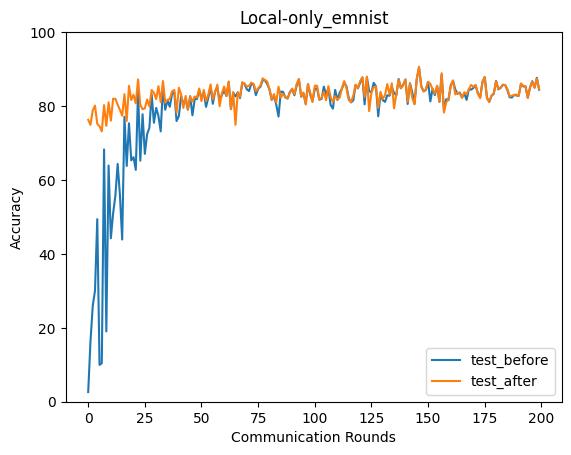 Local-only_emnist
100
80
60
40
20
0
Accuracy
0 25 50 75 100 125 150 175 200
Communication Rounds
test_before
test_after